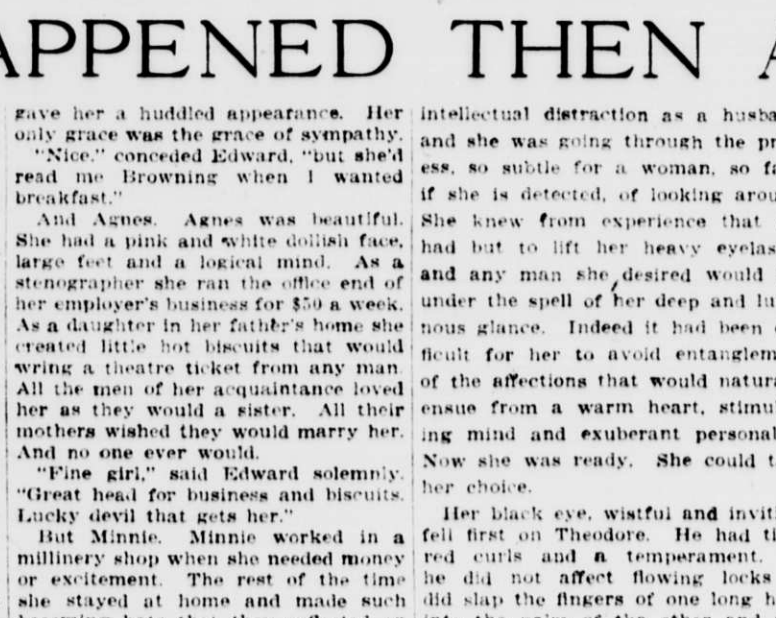 APPENED THEN A
gave her a huddled appearance. Her
only grace was the grace of sympathy.
"Nice." conceded Edward, "but she'd
read me Browning when I wanted
breakfast."
And Agnes. Agnes was beautiful.
She had a pink and white dollish face,
large feet and a logical mind. As a
stenographer she ran the office end of
her employer's business for $50 a week.
As a daughter in her father's home she
created little hot biscuits that would
wring a theatre ticket from any man.
All the men of her acquaintance loved
her as they would a sister. All their
mothers wished they would marry her.
And no one ever would.
"Fine girl," said Edward solemnly.
"Great head for business and biscuits.
Lucky devil that gets her."
But Minnie. Minnie worked in a
millinery shop when she needed money
or excitement. The rest of the time
she stayed at home and made such
intellectual distraction as a husba
and she was going through the pr
ess, so subtle for a woman, so fa
if she is detected, of looking arou
She knew from experience that
had but to lift her heavy eyelas
and any man she desired would
under the spell of her deep and lu
nous glance. Indeed it had been
ficult for her to avoid entanglem
of the affections that would natura
ensue from a warm heart, stimul
ing mind and exuberant personal
Now she was ready. She could t
her choice.
Her black eye, wistful and inviti
fell first on Theodore. He had ti
red curls and a temperament.
he did not affect flowing locks
did slap the fingers of one long h